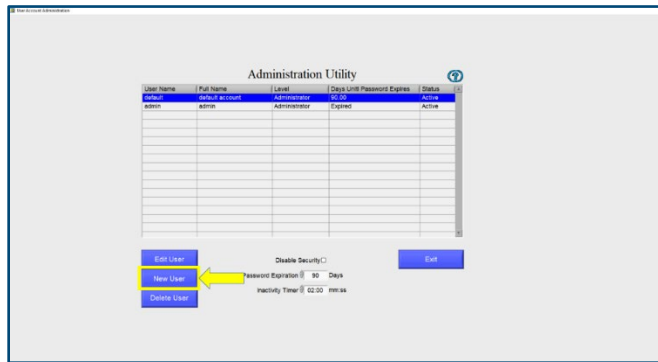 User Account Administration
Administration Utility
User Name Full Name Level Days Until Password Expires Status
default default account Administrator 90.00 Active
admin admin Administrator Expired Active
Edit User
Disable Security
Exit
New User
Password Expiration 90 Days
Inactivity Timer 02:00 mm:ss
Delete User